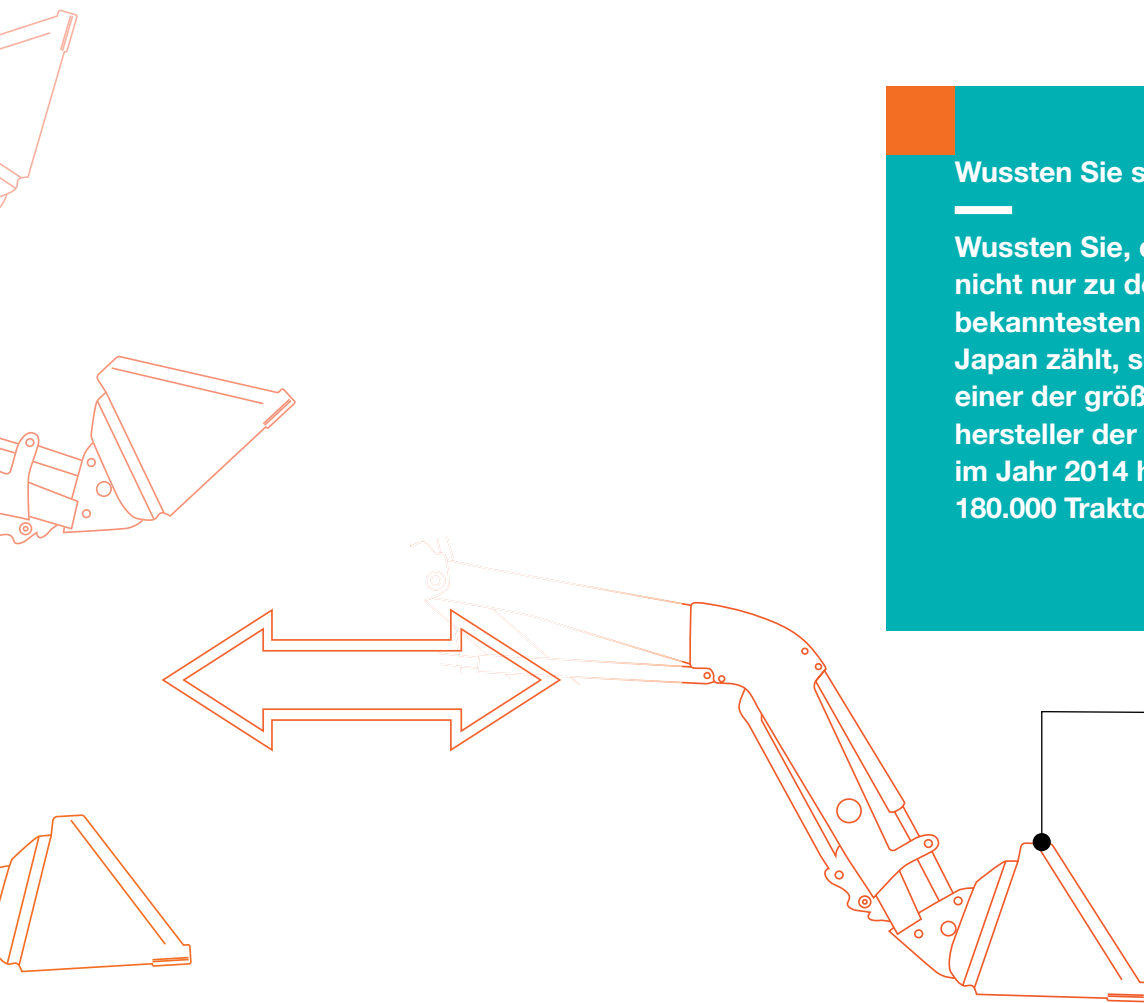 Wussten Sie s
Wussten Sie,
nicht nur zu d
bekanntesten
Japan zählt, s
einer der größ
hersteller der
im Jahr 2014 h
180.000 Trakto